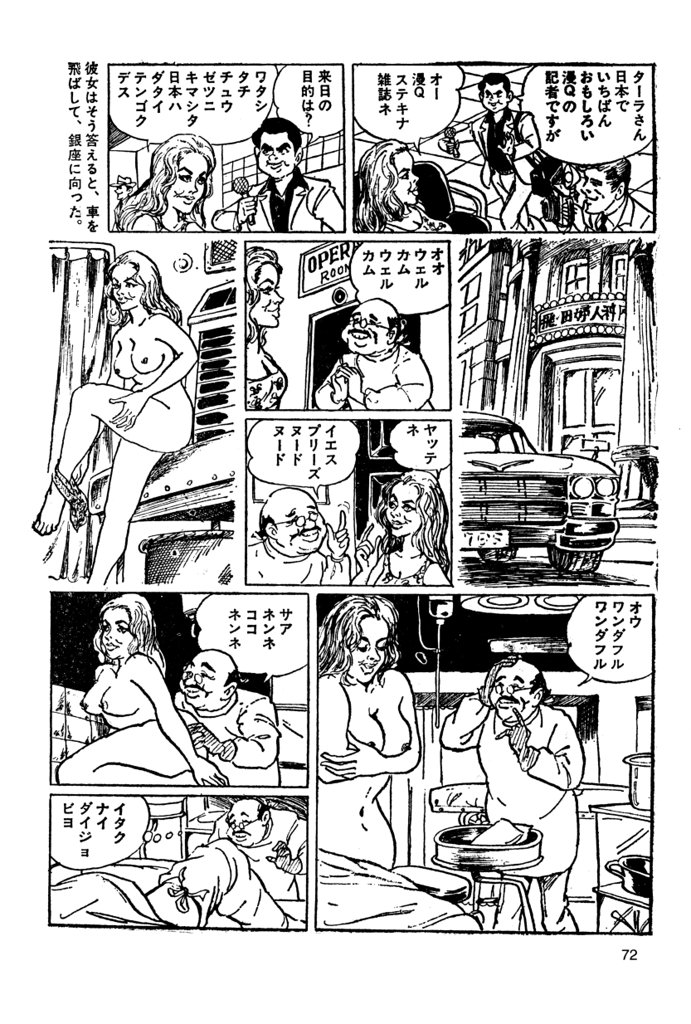 ターラさん
日本で
いちばん
おもしろい
漫Qの
記者ですが
オー
漫Q
ステキナ
雑誌ネ
来日の
目的は?
ワタシ
タチ
チュウ
ゼツニ
キマシタ
日本ハ
ダタイ
テンゴク
デス
彼女はそう答えると、車を
飛ばして、銀座に向った。
田婦人科
オオ
ウェル
カム
ウェル
カム
OPER
ROOM
ヤッテ
ネ
イエス
プリーズ
ヌード
ヌード
オウ
ワンダフル
ワンダフル
サア
ネンネ
ココ
ネンネ
イタク
ナイ
ダイジョ
ビヨ
72